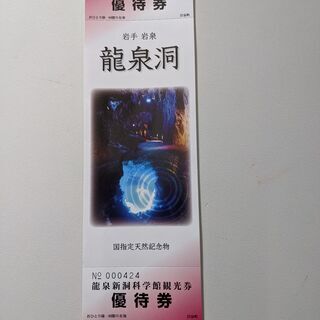 優待券
岩手 岩泉
龍泉洞
国指定天然記念物
No 000424
龍泉新洞科学館観光券
優待券